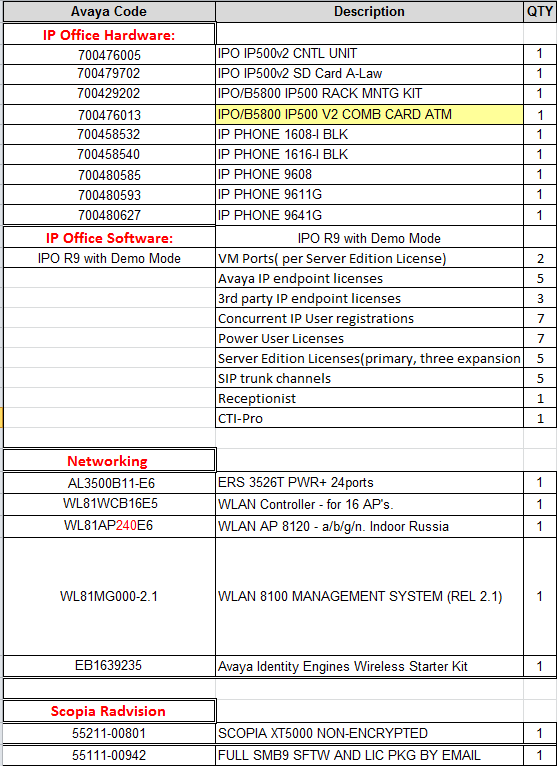 Avaya Code Description QTY
IP Office Hardware:
700476005 IPO IP500v2 CNTL UNIT 1
700479702 IPO IP500v2 SD Card A-Law 1
700429202 IPO/B5800 IP500 RACK MNTG KIT 1
700476013 IPO/B5800 IP500 V2 COMB CARD ATM 1
700458532 IP PHONE 1608-I BLK 1
700458540 IP PHONE 1616-I BLK 1
700480585 IP PHONE 9608 1
700480593 IP PHONE 9611G 1
700480627 IP PHONE 9641G 1
IP Office Software: IPO R9 with Demo Mode
IPO R9 with Demo Mode VM Ports( per Server Edition License) 2
Avaya IP endpoint licenses 5
3rd party IP endpoint licenses 3
Concurrent IP User registrations 7
Power User Licenses 7
Server Edition Licenses(primary, three expansion 5
SIP trunk channels 5
Receptionist 1
CTI-Pro 1
Networking
AL3500B11-E6 ERS 3526T PWR+ 24ports 1
WL81WCB16E5 WLAN Controller - for 16 AP's. 1
WL81AP240E6 WLAN AP 8120 - a/b/g/n. Indoor Russia 1
WL81MG000-2.1 WLAN 8100 MANAGEMENT SYSTEM (REL 2.1) 1
EB1639235 Avaya Identity Engines Wireless Starter Kit 1
Scopia Radvision
55211-00801 SCOPIA XT5000 NON-ENCRYPTED 1
55111-00942 FULL SMB9 SFTW AND LIC PKG BY EMAIL 1